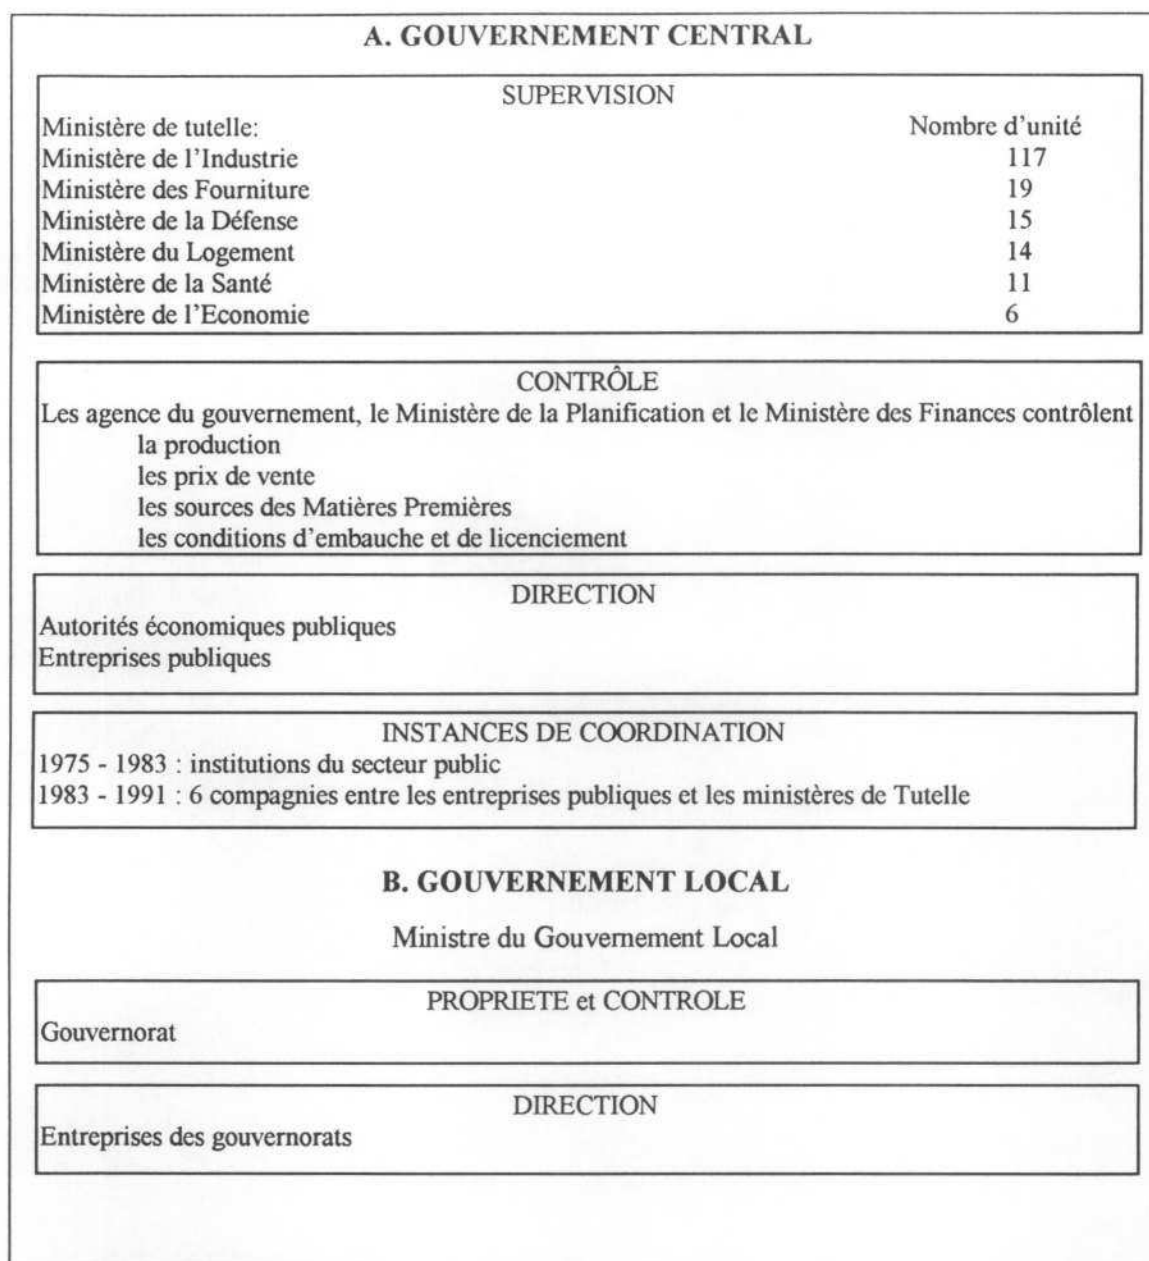 A. GOUVERNEMENT CENTRAL
SUPERVISION
Ministère de tutelle: Nombre d'unité
Ministère de l'Industrie 117
Ministère des Fourniture 19
Ministère de la Défense 15
Ministère du Logement 14
Ministère de la Santé 11
Ministère de l'Economie 6
CONTRÔLE
Les agence du gouvernement, le Ministère de la Planification et le Ministère des Finances contrôlent
la production
les prix de vente
les sources des Matières Premières
les conditions d'embauche et de licenciement
DIRECTION
Autorités économiques publiques
Entreprises publiques
INSTANCES DE COORDINATION
1975 - 1983 : institutions du secteur public
1983 - 1991 : 6 compagnies entre les entreprises publiques et les ministères de Tutelle
B. GOUVERNEMENT LOCAL
Ministre du Gouvernement Local
PROPRIETE et CONTROLE
Gouvernorat
DIRECTION
Entreprises des gouvernorats